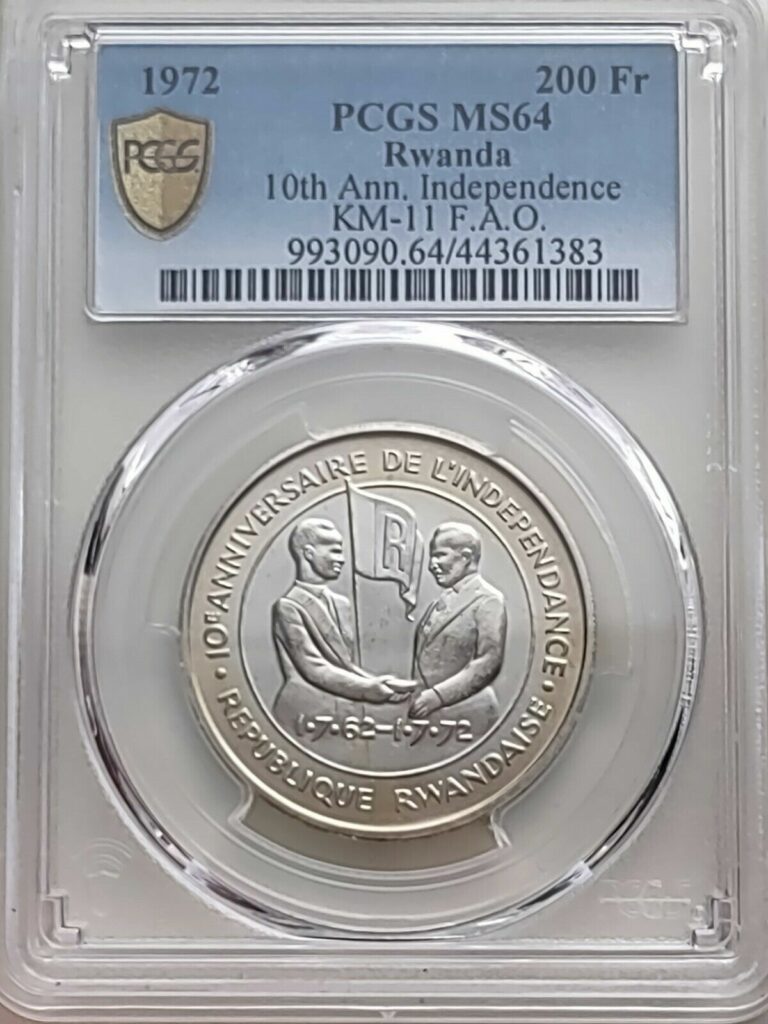 1972 200 Fr
PCGS MS64
PCGS
Rwanda
10th Ann. Independence
KM-11 F.A.O.
993090.64/44361383
10E ANNIVERSAIRE DE L'INDEPENDANCE
R
1•7•62-1•7•72
REPUBLIQUE RWANDAISE
PCGS